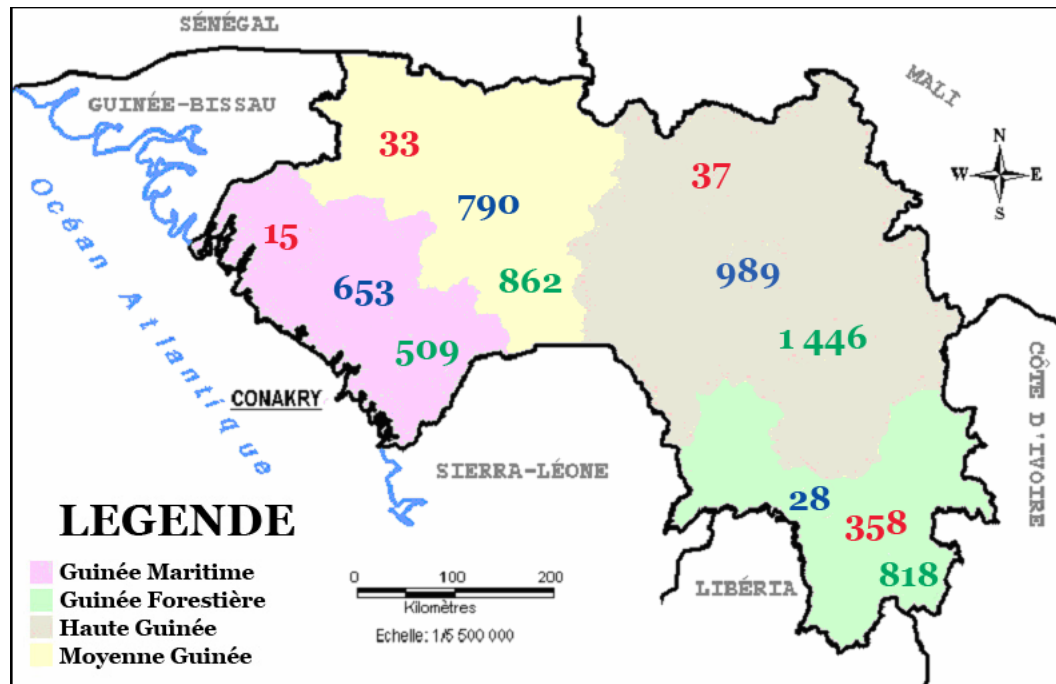 SÉNÉGAL
GUINÉE-BISSAU
MALI
N
W E
S
33
37
790
15
989
862
653
1 446
509
Océan Atlantique
CONAKRY
CÔTE D'IVOIRE
SIERRA-LÉONE
28
358
818
LIBÉRIA
LEGENDE
Guinée Maritime
Guinée Forestière
Haute Guinée
Moyenne Guinée
0 100 200
Kilomètres
Echelle: 1/5 500 000